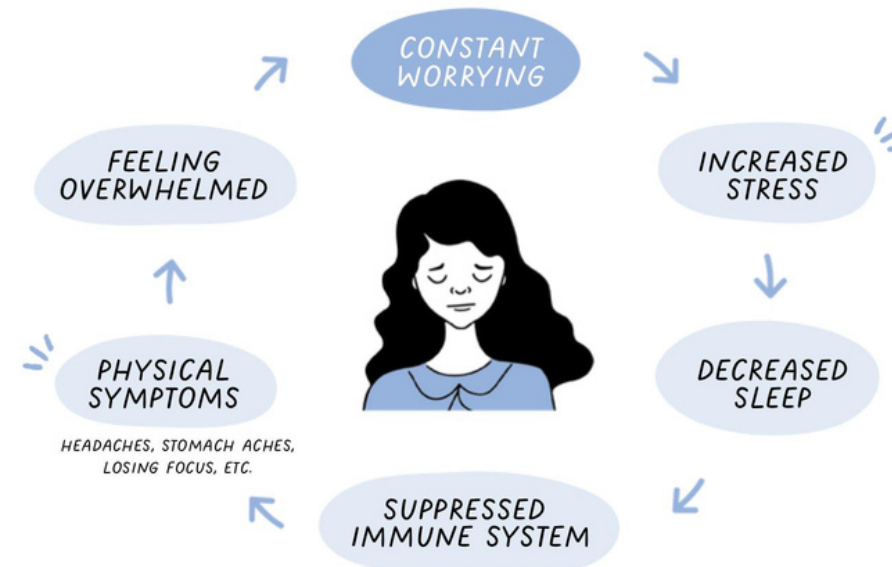 CONSTANT
WORRYING
INCREASED
STRESS
DECREASED
SLEEP
SUPPRESSED
IMMUNE SYSTEM
PHYSICAL
SYMPTOMS
HEADACHES, STOMACH ACHES,
LOSING FOCUS, ETC.
FEELING
OVERWHELMED